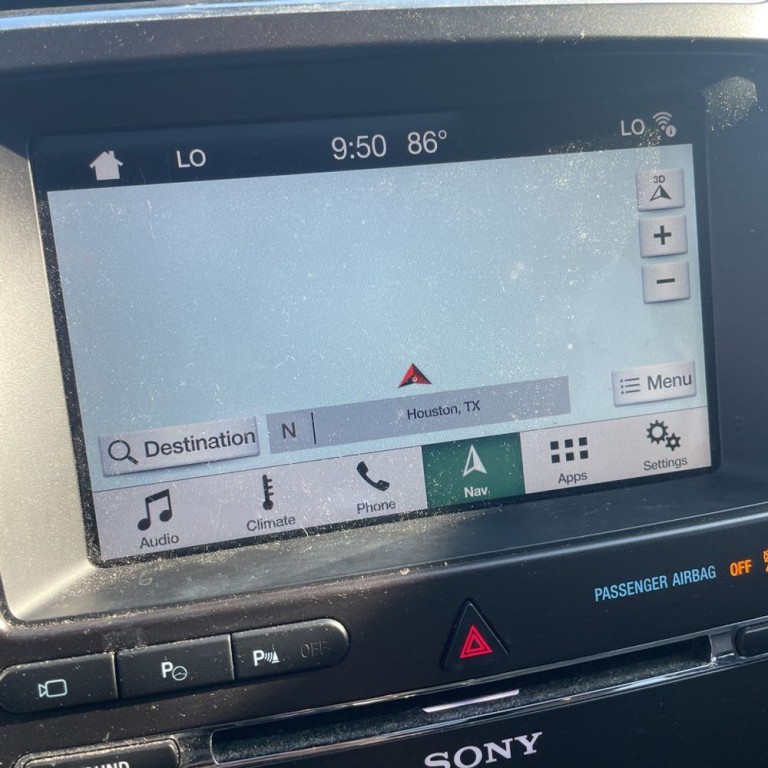 LO 9:50 86° LO
3D
+
−
Menu
Destination N Houston, TX
Audio Climate Phone Nav Apps Settings
PASSENGER AIRBAG OFF
P P OFF
SONY